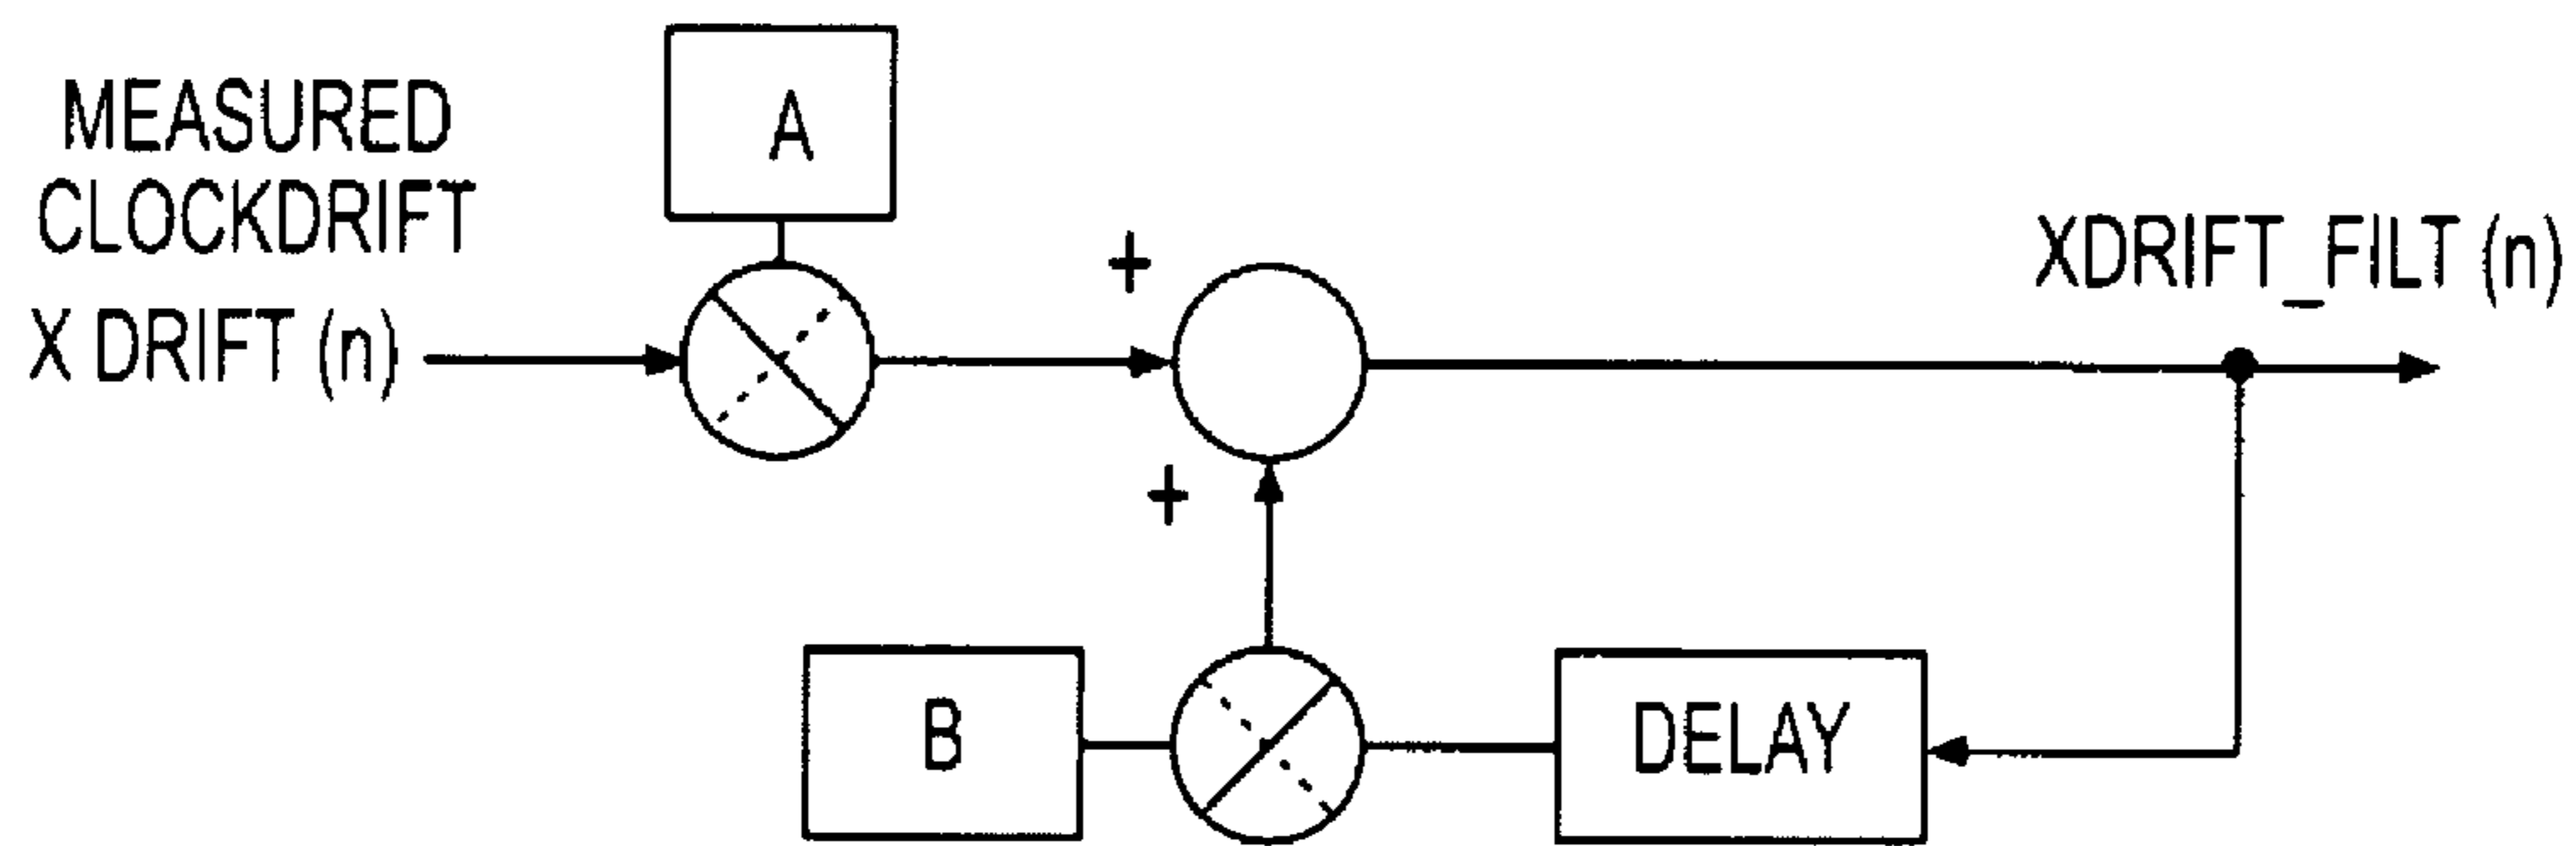 A
MEASURED
CLOCKDRIFT
X DRIFT (n)
+
XDRIFT_FILT (n)
+
B
DELAY